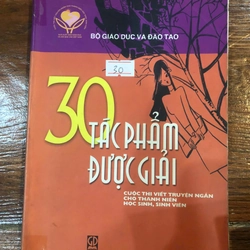 BỘ GIÁO DỤC VÀ ĐÀO TẠO
30
30
TÁC PHẨM
ĐƯỢC GIẢI
CUỘC THI VIẾT TRUYỆN NGẮN
CHO THANH NIÊN
HỌC SINH, SINH VIÊN
GD